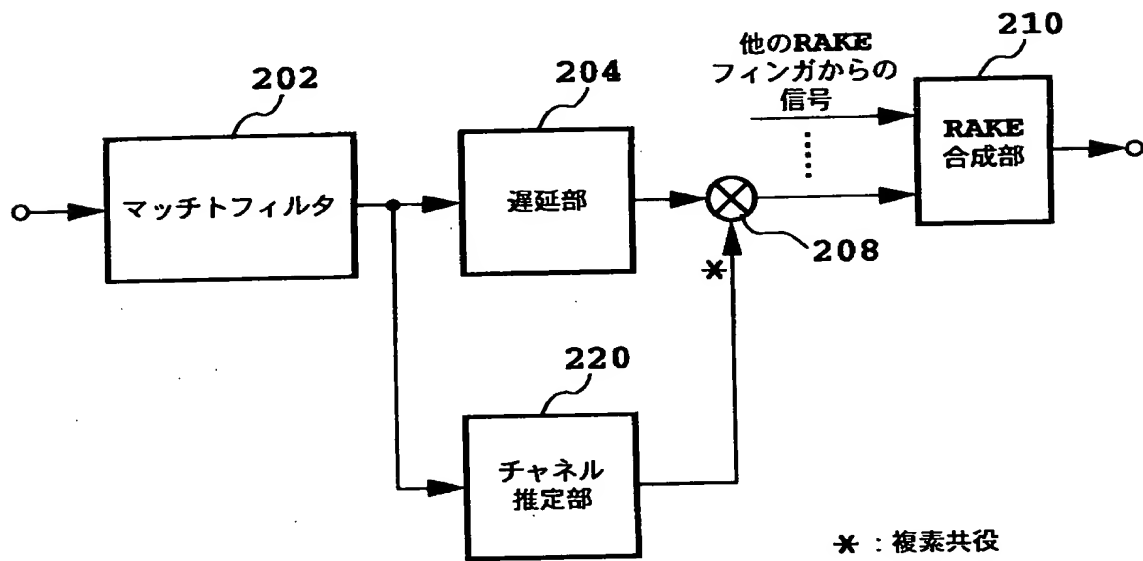 202
マッチトフィルタ
204
遅延部
他のRAKE
フィンガからの
信号
210
RAKE
合成部
208
*
220
チャネル
推定部
* : 複素共役